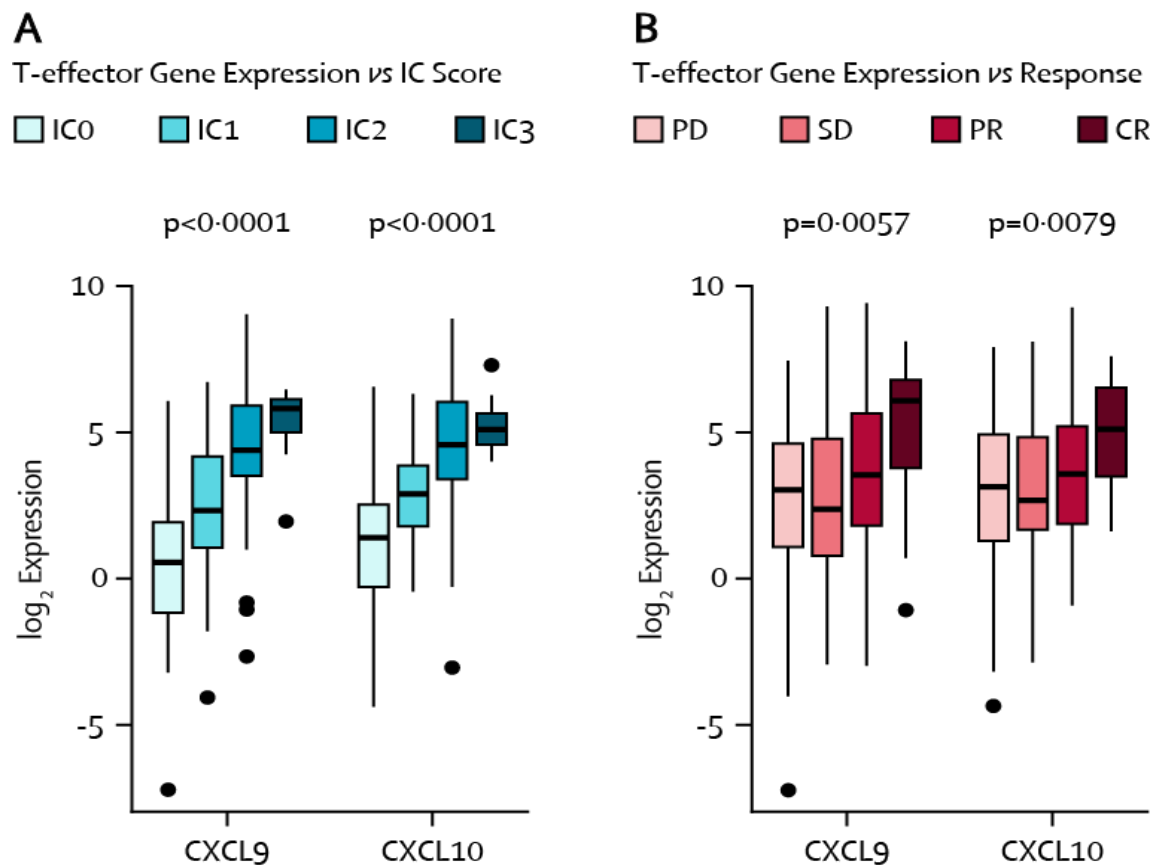 A
T-effector Gene Expression vs IC Score
IC0 IC1 IC2 IC3
p<0·0001 p<0·0001
10
5
0
-5
log2 Expression
CXCL9 CXCL10
B
T-effector Gene Expression vs Response
PD SD PR CR
p=0·0057 p=0·0079
10
5
0
-5
log2 Expression
CXCL9 CXCL10